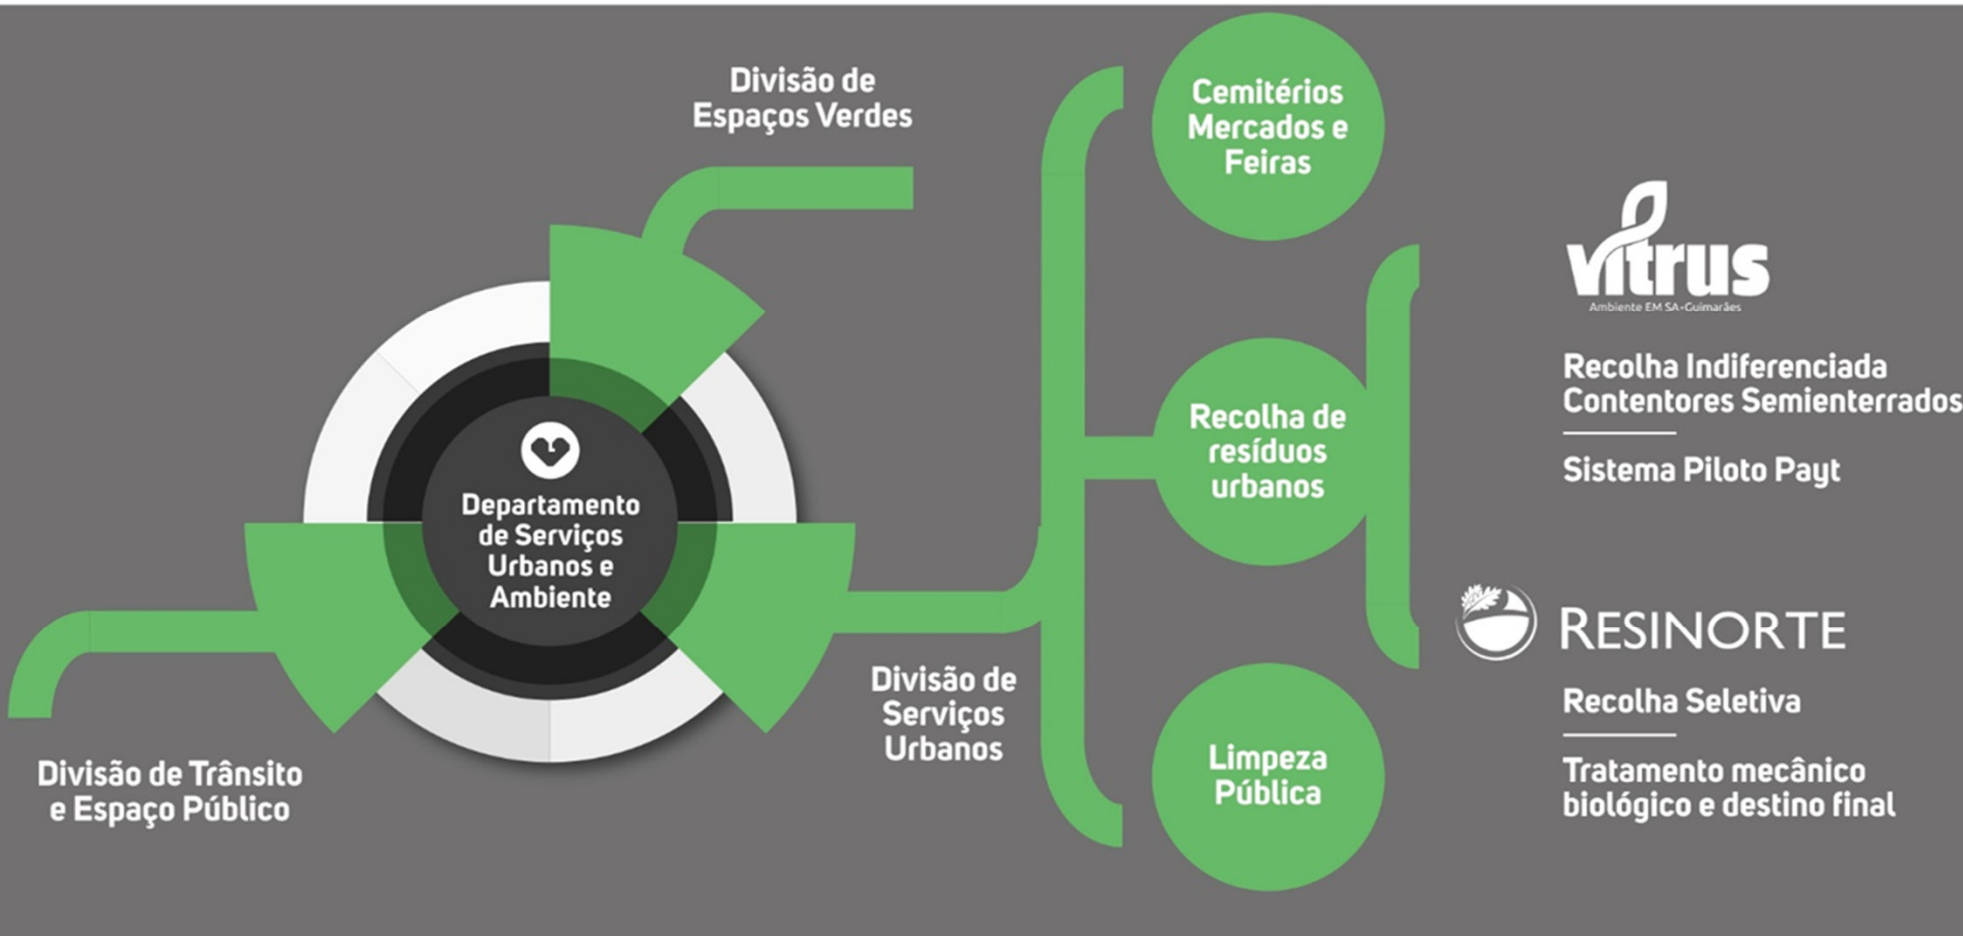 Divisão de
Espaços Verdes
Departamento
de Serviços
Urbanos e
Ambiente
Divisão de Trânsito
e Espaço Público
Divisão de
Serviços
Urbanos
Cemitérios
Mercados e
Feiras
Recolha de
resíduos
urbanos
Limpeza
Pública
vitrus
Ambiente EM SA-Guimarães
Recolha Indiferenciada
Contentores Semienterrados
Sistema Piloto Payt
RESINORTE
Recolha Seletiva
Tratamento mecânico
biológico e destino final